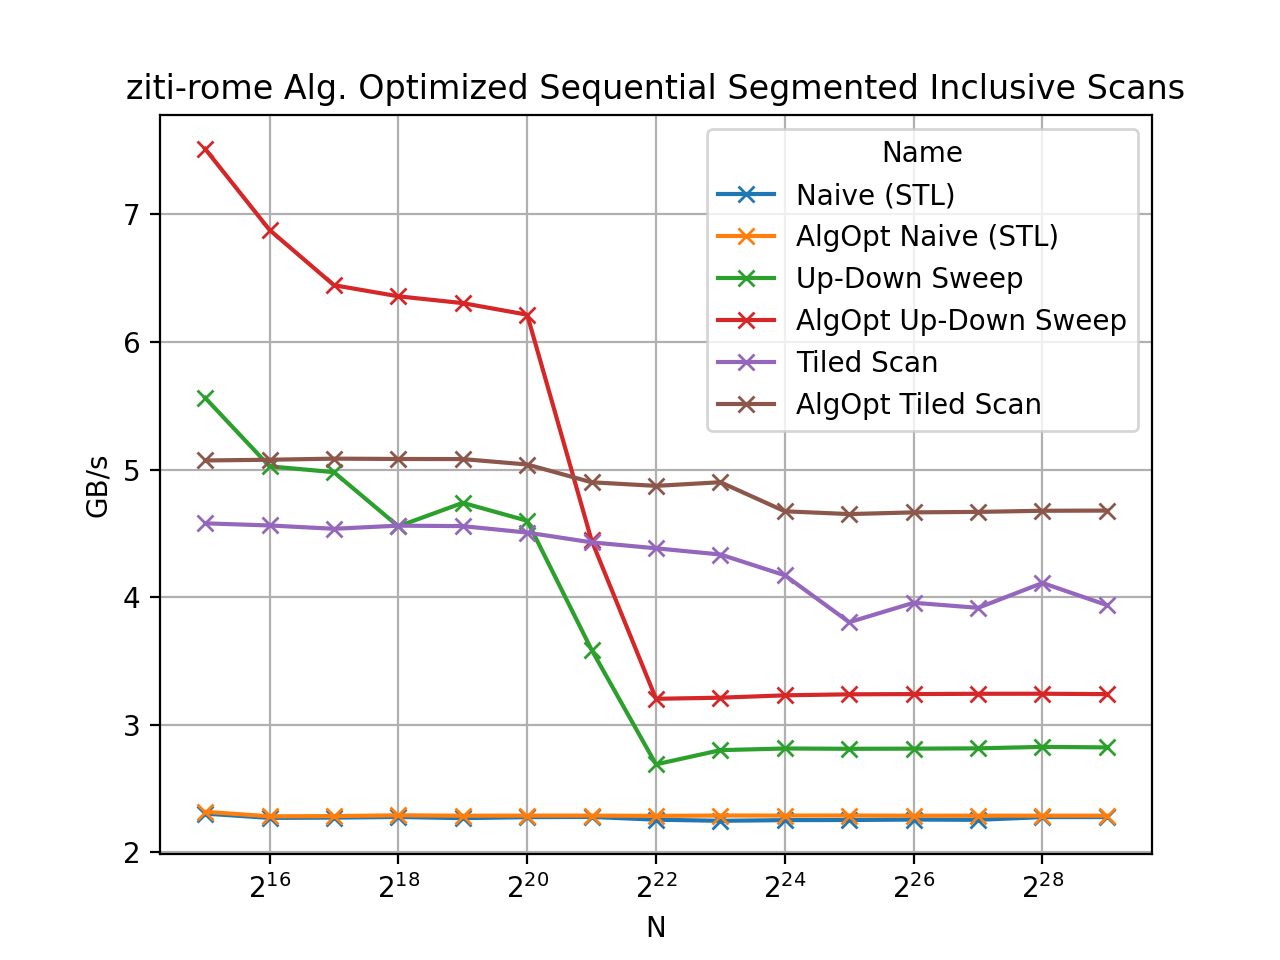 ziti-rome Alg. Optimized Sequential Segmented Inclusive Scans
Name
Naive (STL)
AlgOpt Naive (STL)
Up-Down Sweep
AlgOpt Up-Down Sweep
Tiled Scan
AlgOpt Tiled Scan
GB/s
7
6
5
4
3
2
2^16 2^18 2^20 2^22 2^24 2^26 2^28
N